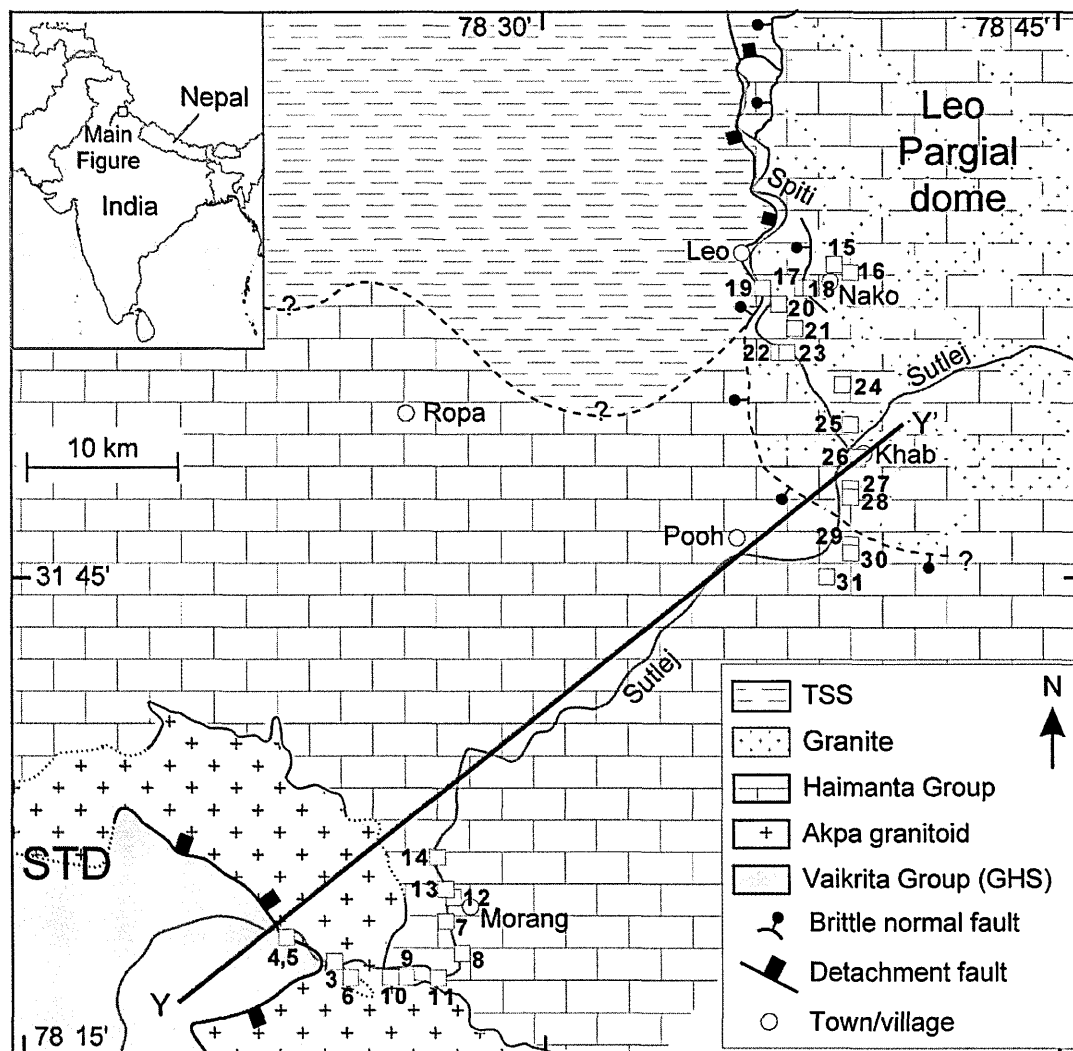 78 30'
78 45'
Nepal
Main
Figure
India
Leo
Pargial
dome
Spiti
Leo
15
16
17
18
19
Nako
20
21
22
23
24
Sutlej
?
?
Ropa
25
Y'
10 km
26
Khab
27
28
Pooh
29
30
?
31
31 45'
Sutlej
TSS
N
Granite
Haimanta Group
Akpa granitoid
Vaikrita Group (GHS)
Brittle normal fault
Detachment fault
Town/village
STD
14
13
12
Morang
7
4,5
8
9
3
6
10
11
Y
78 15'